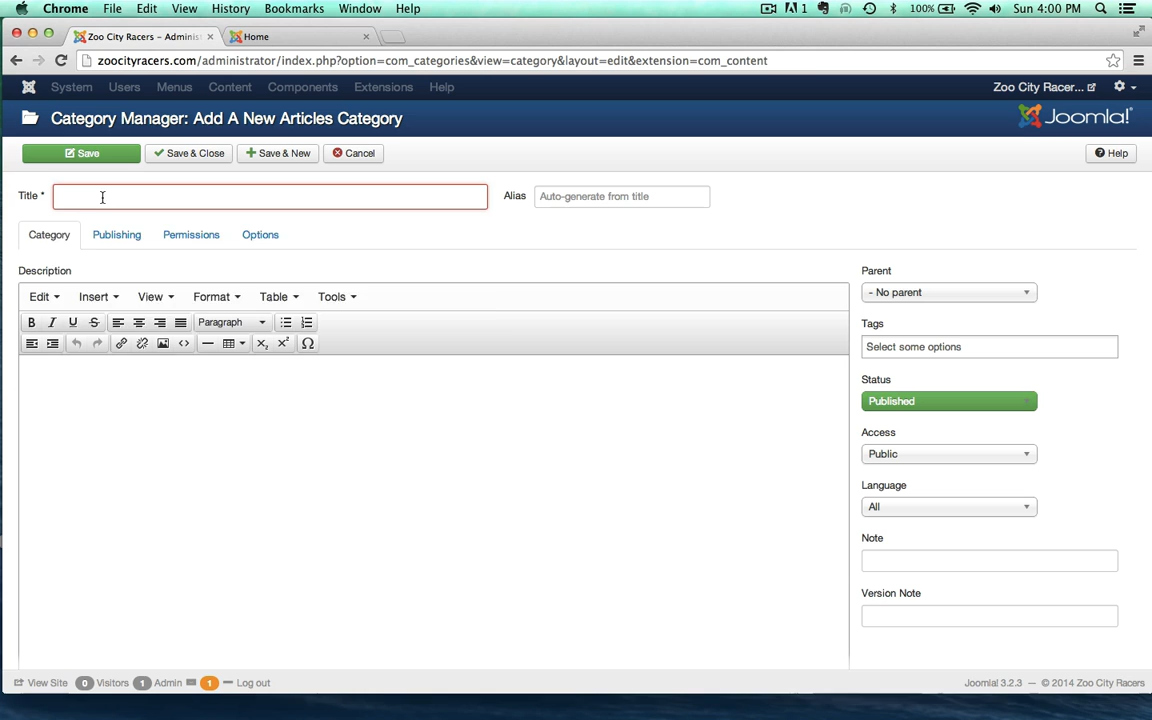 Chrome File Edit View History Bookmarks Window Help 1 100% Sun 4:00 PM
Zoo City Racers - Adminis Home
zoocityracers.com/administrator/index.php?option=com_categories&view=category&layout=edit&extension=com_content
System Users Menus Content Components Extensions Help Zoo City Racer...
Category Manager: Add A New Articles Category Joomla!
Save Save & Close Save & New Cancel Help
Title * Alias Auto-generate from title
Category Publishing Permissions Options
Description
Edit Insert View Format Table Tools
B I U S Paragraph
Parent
- No parent
Tags
Select some options
Status
Published
Access
Public
Language
All
Note
Version Note
View Site 0 Visitors 1 Admin 1 Log out Joomla! 3.2.3 — © 2014 Zoo City Racers